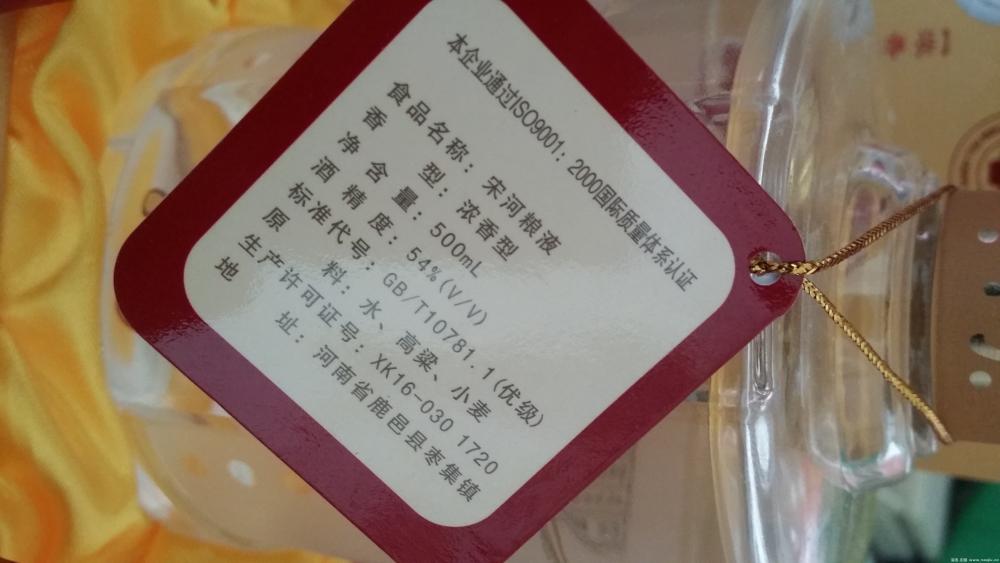 本企业通过ISO9001：2000国际质量体系认证
食品名称：宋河粮液
香型：浓香型
净含量：500mL
酒精度：54%(V/V)
标准代号：GB/T10781.1(优级)
原料：水、高粱、小麦
生产许可证号：XK16-030 1720
地址：河南省鹿邑县枣集镇